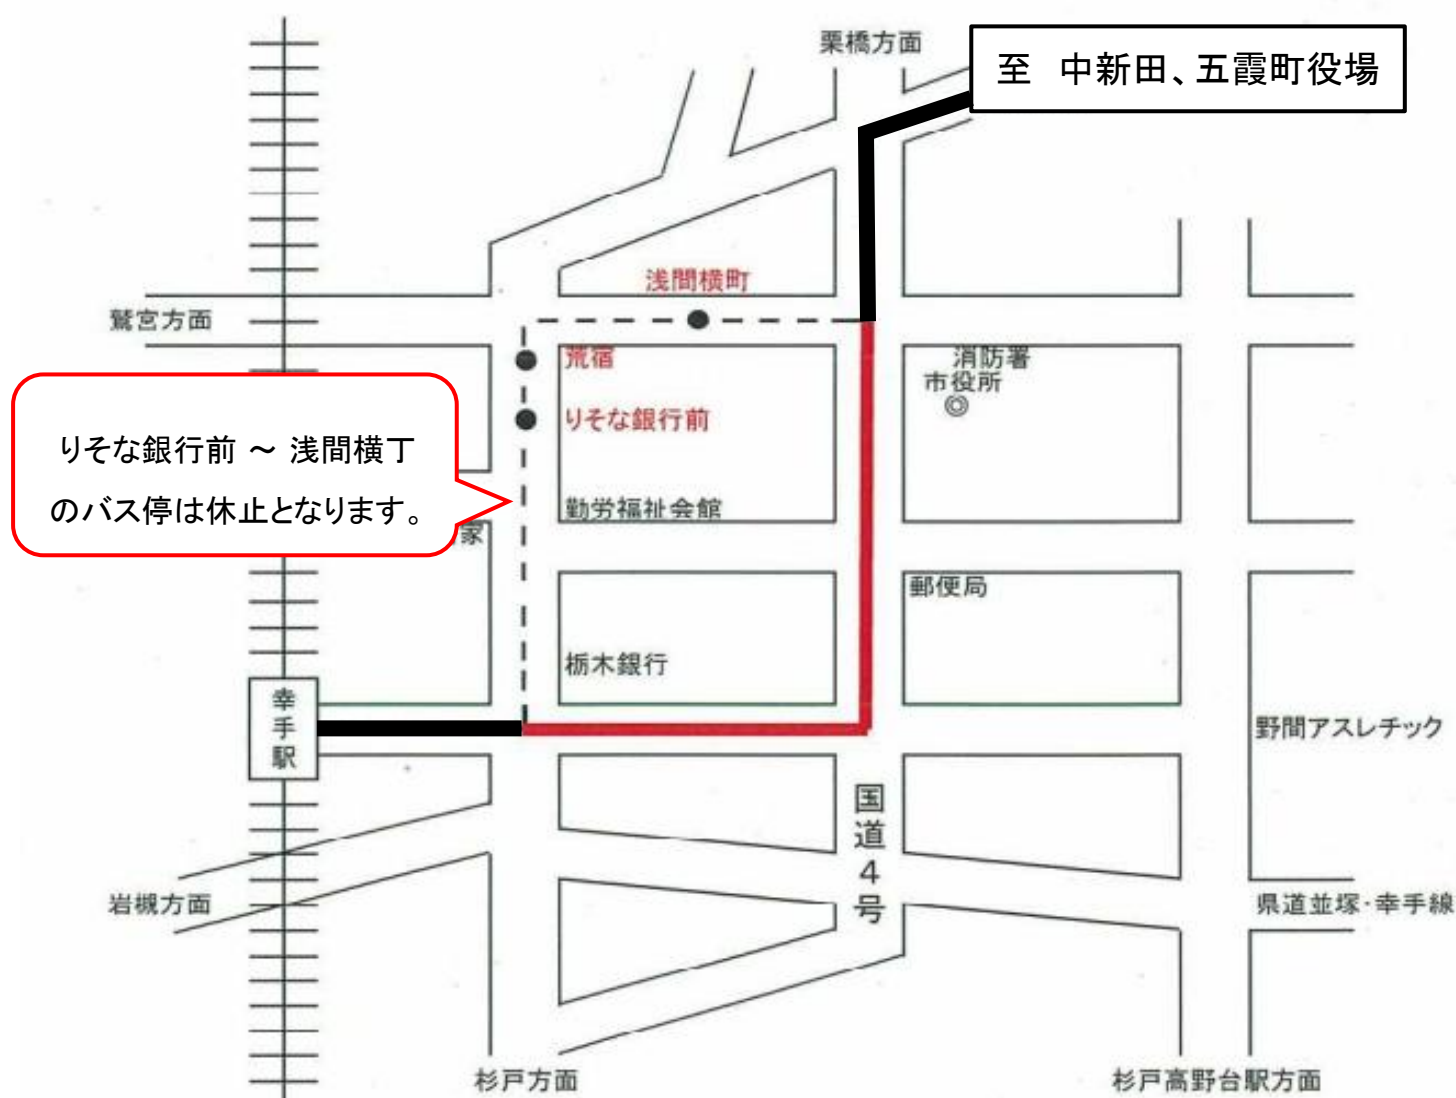 栗橋方面
至　中新田、五霞町役場
浅間横町
鷲宮方面
荒宿
消防署
市役所
りそな銀行前
りそな銀行前 ～ 浅間横丁
のバス停は休止となります。
勤労福祉会館
家
郵便局
栃木銀行
幸手駅
野間アスレチック
国道4号
岩槻方面
県道並塚・幸手線
杉戸方面
杉戸高野台駅方面